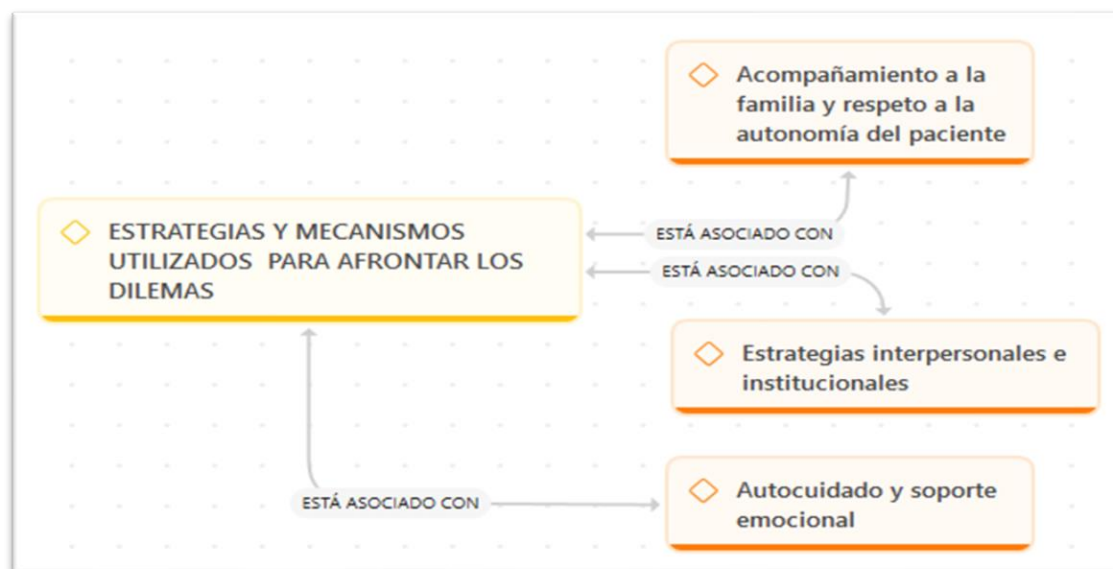 Acompañamiento a la
familia y respeto a la
autonomía del paciente
ESTRATEGIAS Y MECANISMOS
UTILIZADOS PARA AFRONTAR LOS
DILEMAS
ESTÁ ASOCIADO CON
ESTÁ ASOCIADO CON
Estrategias interpersonales e
institucionales
ESTÁ ASOCIADO CON
Autocuidado y soporte
emocional